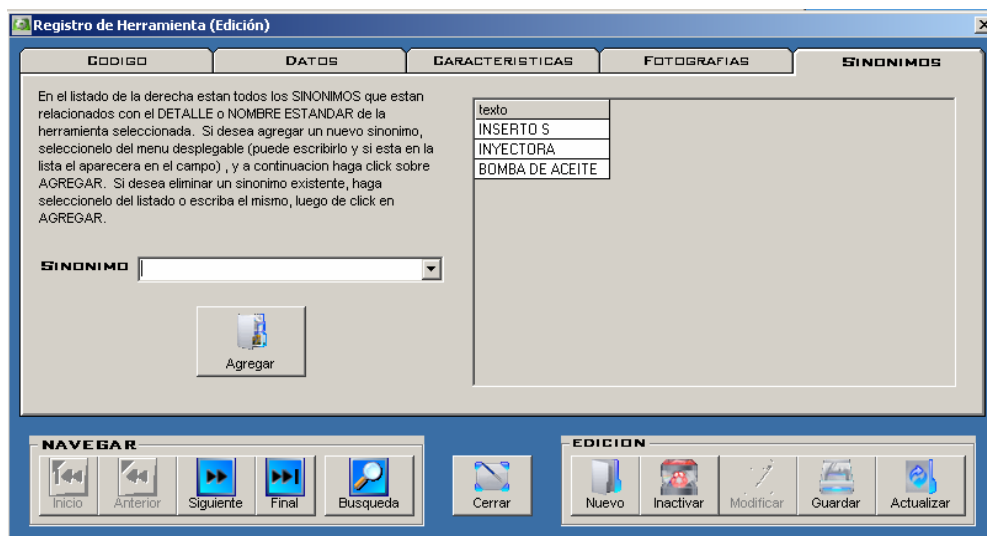 Registro de Herramienta (Edición)
CODIGO
DATOS
CARACTERISTICAS
FOTOGRAFIAS
SINONIMOS
En el listado de la derecha estan todos los SINONIMOS que estan
relacionados con el DETALLE o NOMBRE ESTANDAR de la
herramienta seleccionada. Si desea agregar un nuevo sinonimo,
seleccionelo del menu desplegable (puede escribirlo y si esta en la
lista el aparecera en el campo) , y a continuacion haga click sobre
AGREGAR. Si desea eliminar un sinonimo existente, haga
seleccionelo del listado o escriba el mismo, luego de click en
AGREGAR.
SINONIMO
Agregar
texto
INSERTO S
INYECTORA
BOMBA DE ACEITE
NAVEGAR
Inicio
Anterior
Siguiente
Final
Busqueda
Cerrar
EDICION
Nuevo
Inactivar
Modificar
Guardar
Actualizar